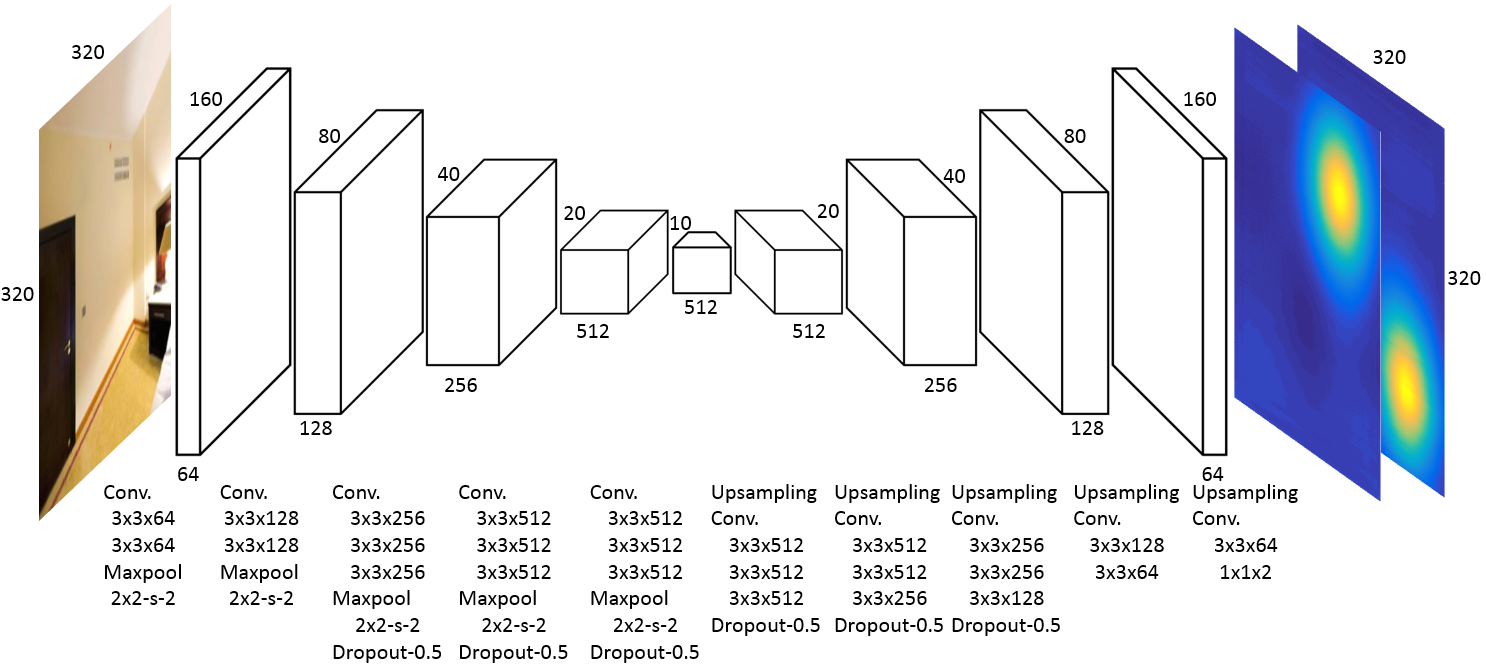 320
320
160
64
80
128
40
256
20
512
10
512
20
512
40
256
80
128
160
64
320
320
Conv.
3x3x64
3x3x64
Maxpool
2x2-s-2
Conv.
3x3x128
3x3x128
Maxpool
2x2-s-2
Conv.
3x3x256
3x3x256
3x3x256
Maxpool
2x2-s-2
Dropout-0.5
Conv.
3x3x512
3x3x512
3x3x512
Maxpool
2x2-s-2
Dropout-0.5
Conv.
3x3x512
3x3x512
3x3x512
Maxpool
2x2-s-2
Dropout-0.5
Upsampling
Conv.
3x3x512
3x3x512
3x3x512
Dropout-0.5
Upsampling
Conv.
3x3x512
3x3x512
3x3x256
Dropout-0.5
Upsampling
Conv.
3x3x256
3x3x256
3x3x128
Dropout-0.5
Upsampling
Conv.
3x3x128
3x3x64
Upsampling
Conv.
3x3x64
1x1x2